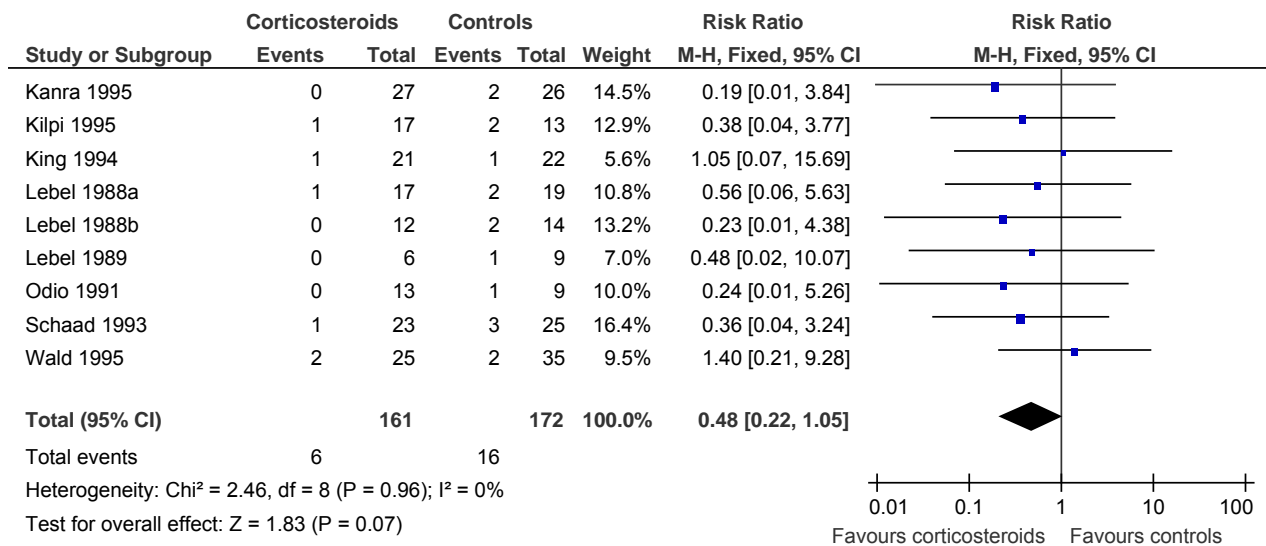 Corticosteroids Controls Risk Ratio Risk Ratio
Study or Subgroup Events Total Events Total Weight M-H, Fixed, 95% CI M-H, Fixed, 95% CI
Kanra 1995 0 27 2 26 14.5% 0.19 [0.01, 3.84]
Kilpi 1995 1 17 2 13 12.9% 0.38 [0.04, 3.77]
King 1994 1 21 1 22 5.6% 1.05 [0.07, 15.69]
Lebel 1988a 1 17 2 19 10.8% 0.56 [0.06, 5.63]
Lebel 1988b 0 12 2 14 13.2% 0.23 [0.01, 4.38]
Lebel 1989 0 6 1 9 7.0% 0.48 [0.02, 10.07]
Odio 1991 0 13 1 9 10.0% 0.24 [0.01, 5.26]
Schaad 1993 1 23 3 25 16.4% 0.36 [0.04, 3.24]
Wald 1995 2 25 2 35 9.5% 1.40 [0.21, 9.28]
Total (95% CI) 161 172 100.0% 0.48 [0.22, 1.05]
Total events 6 16
Heterogeneity: Chi² = 2.46, df = 8 (P = 0.96); I² = 0%
Test for overall effect: Z = 1.83 (P = 0.07)
0.01 0.1 1 10 100
Favours corticosteroids Favours controls